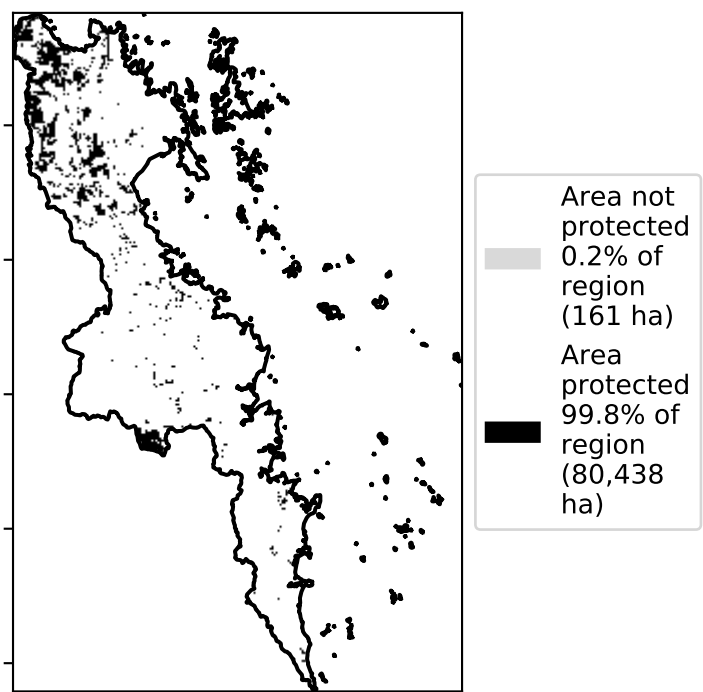 Area not
protected
0.2% of
region
(161 ha)
Area
protected
99.8% of
region
(80,438
ha)